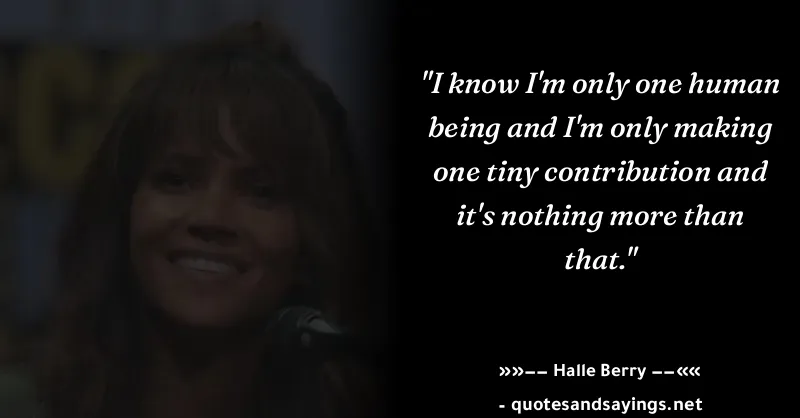 "I know I'm only one human
being and I'm only making
one tiny contribution and
it's nothing more than
that."
»»−− Halle Berry −−««
- quotesandsayings.net